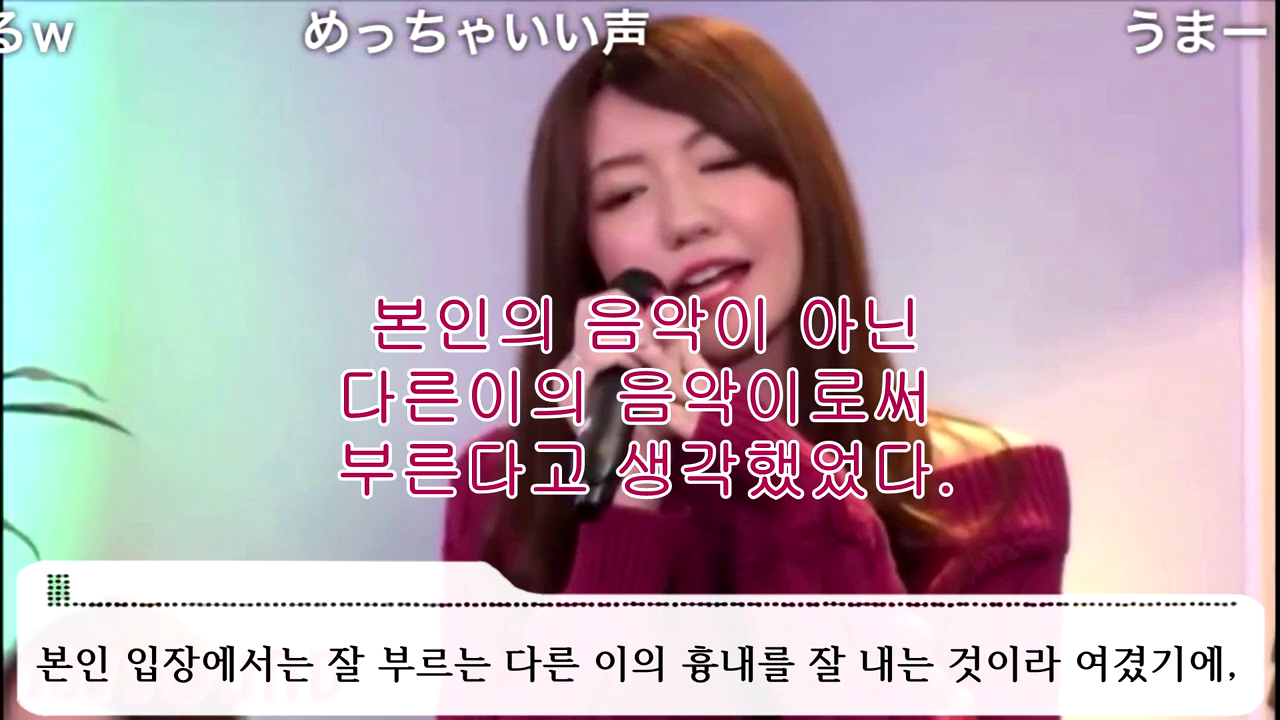 るw めっちゃいい声 うまー
본인의 음악이 아닌
다른이의 음악이로써
부른다고 생각했었다.
본인 입장에서는 잘 부르는 다른 이의 흉내를 잘 내는 것이라 여겼기에,